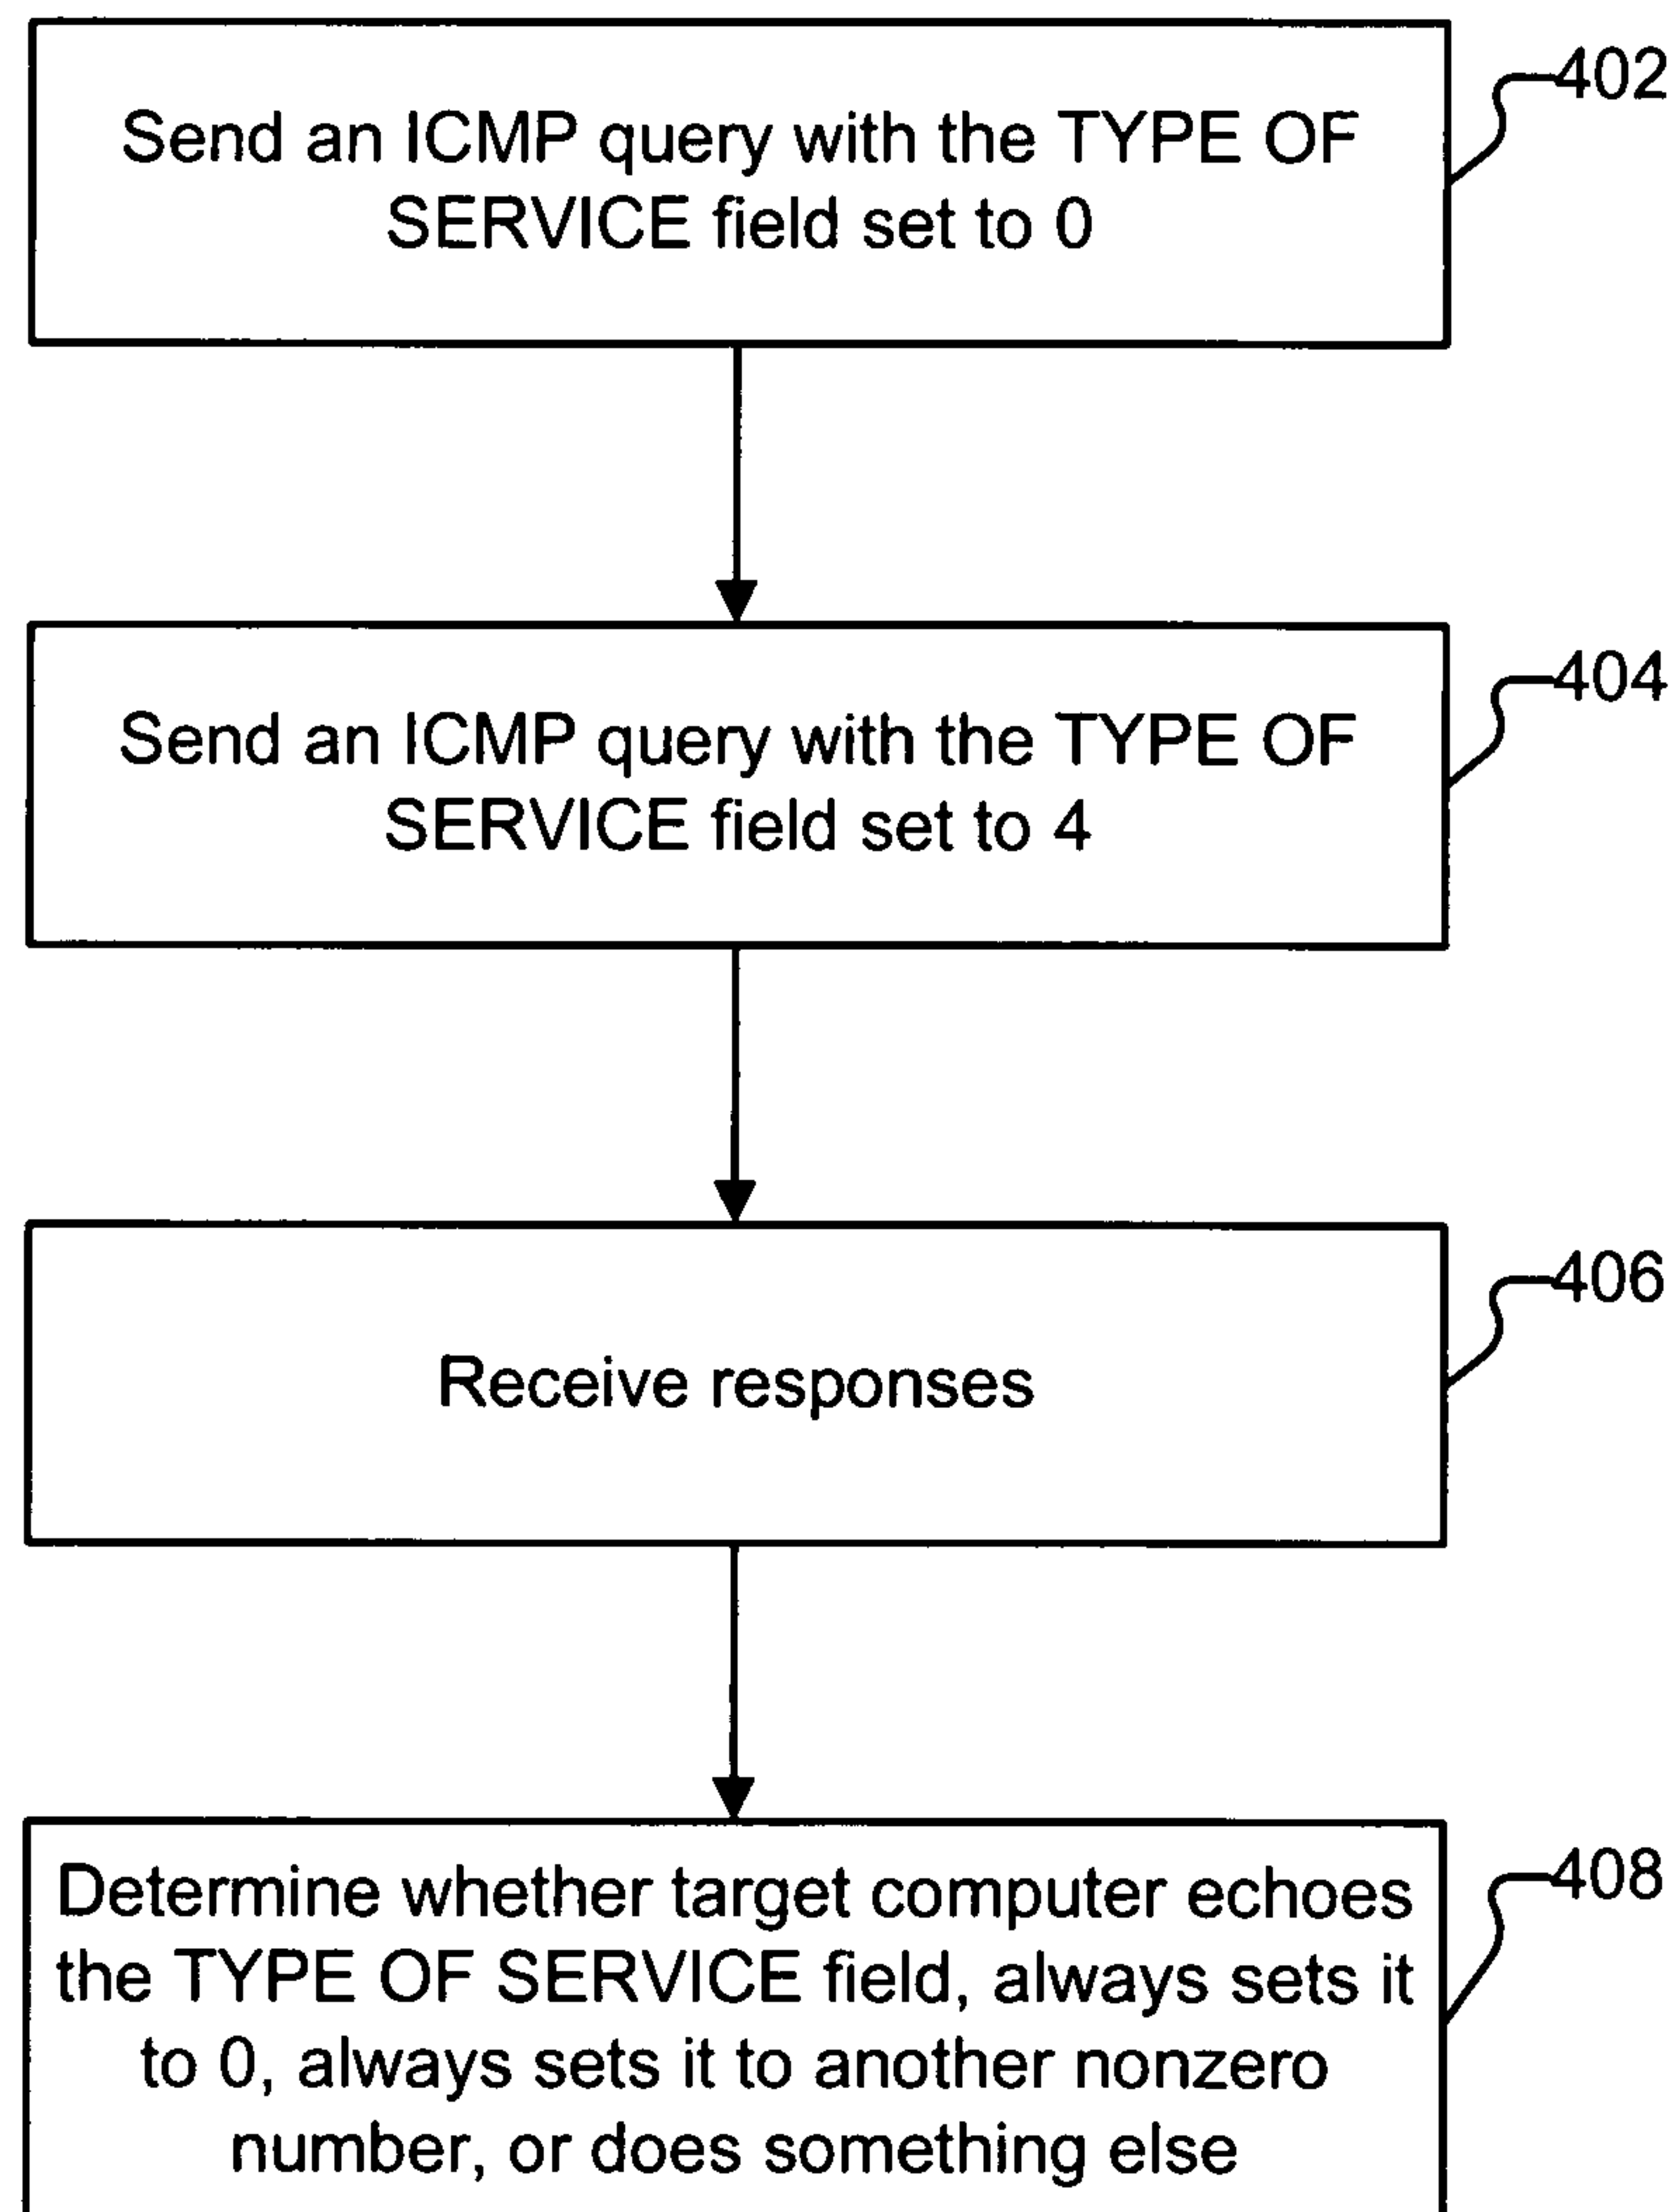 402
Send an ICMP query with the TYPE OF
SERVICE field set to 0
404
Send an ICMP query with the TYPE OF
SERVICE field set to 4
406
Receive responses
408
Determine whether target computer echoes
the TYPE OF SERVICE field, always sets it
to 0, always sets it to another nonzero
number, or does something else